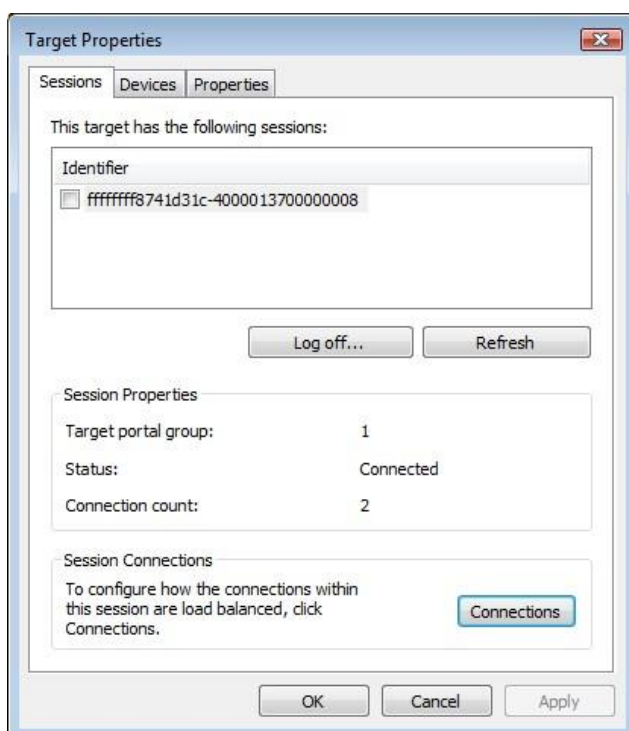 Target Properties
Sessions Devices Properties
This target has the following sessions:
Identifier
ffffffff8741d31c-4000013700000008
Log off... Refresh
Session Properties
Target portal group: 1
Status: Connected
Connection count: 2
Session Connections
To configure how the connections within
this session are load balanced, click
Connections.
Connections
OK Cancel Apply